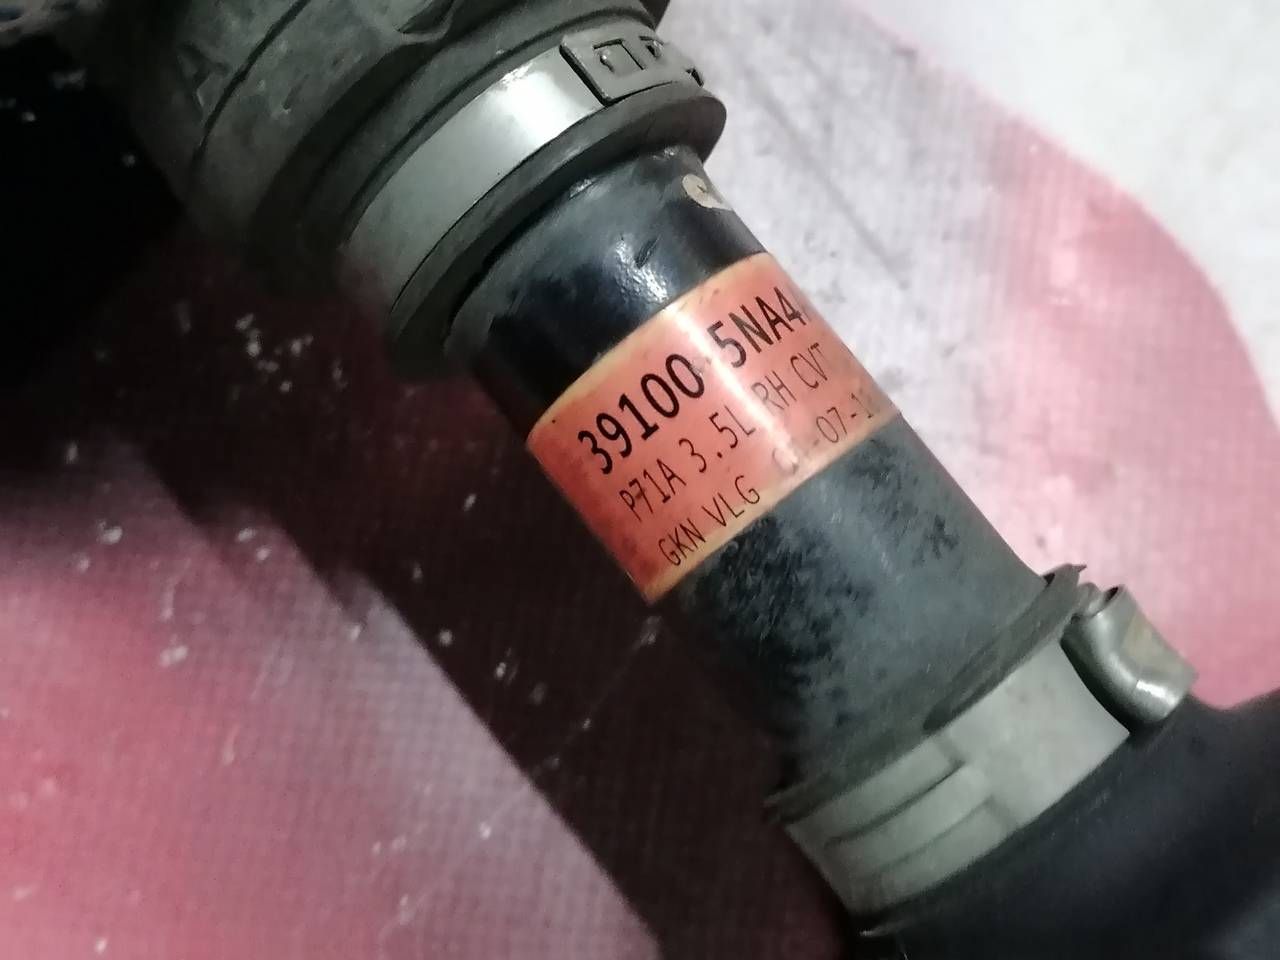 39100 5NA4
P71A 3.5L RH CVT
GKN VLG